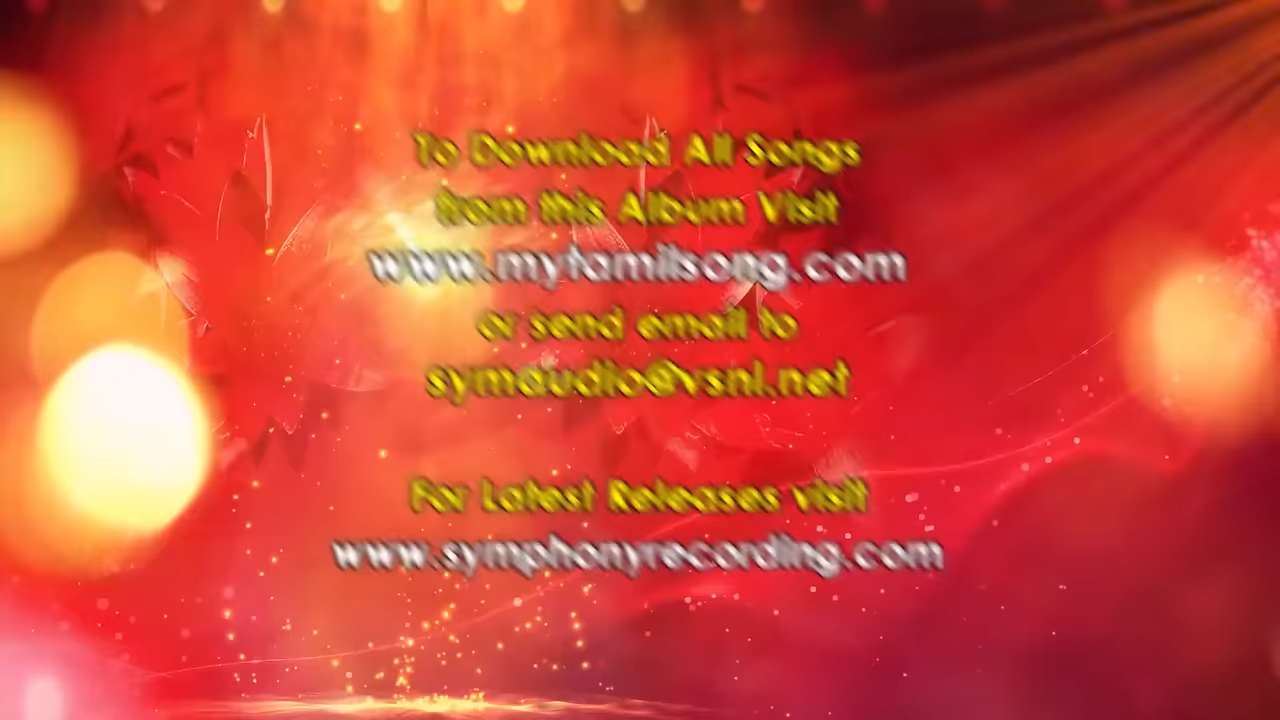 To Download All Songs
from this Album Visit
www.mytamilsong.com
or send email to
symaudio@vsnl.net
For Latest Releases visit
www.symphonyrecording.com